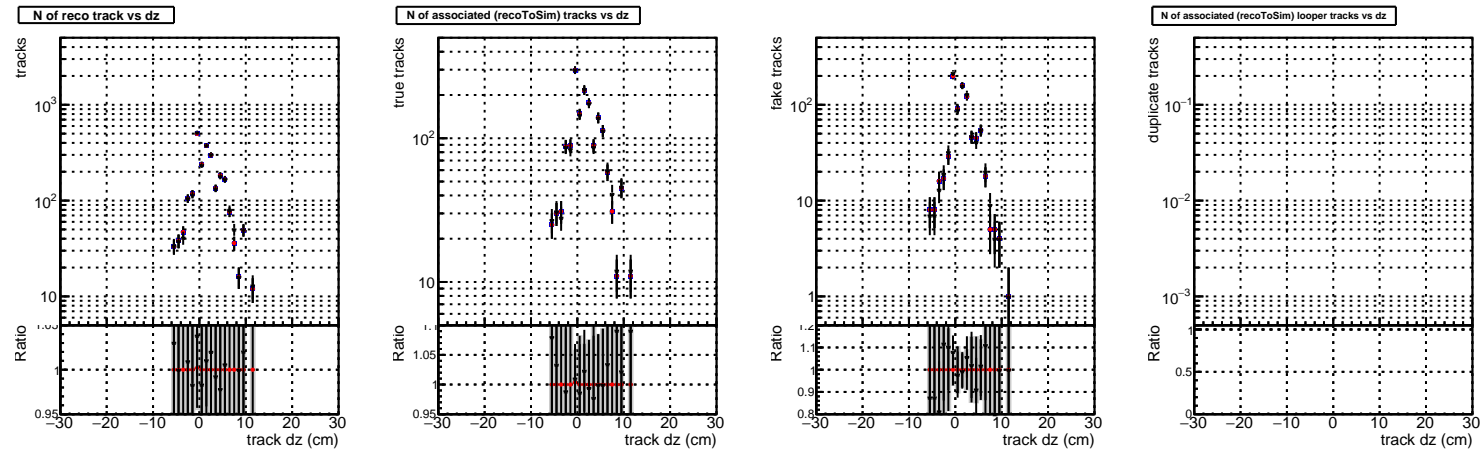 N of reco track vs dz
tracks
10³
10²
10
Ratio
0.95
−30 −20 −10 0 10 20 30
track dz (cm)
N of associated (recoToSim) tracks vs dz
true tracks
10²
10
Ratio
1.05
1
0.95
−30 −20 −10 0 10 20 30
track dz (cm)
fake tracks
10²
10
1
Ratio
1.2
1.1
1
0.9
0.8
−30 −20 −10 0 10 20 30
track dz (cm)
N of associated (recoToSim) looper tracks vs dz
duplicate tracks
10⁻¹
10⁻²
10⁻³
Ratio
1
0.5
0
−30 −20 −10 0 10 20 30
track dz (cm)